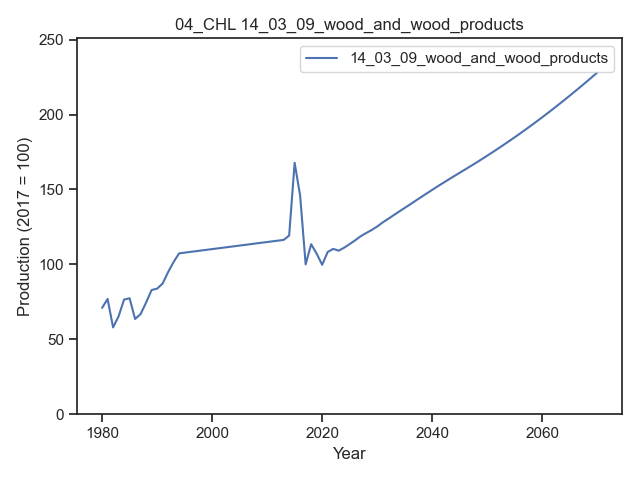 04_CHL 14_03_09_wood_and_wood_products
14_03_09_wood_and_wood_products
Production (2017 = 100)
250
200
150
100
50
0
1980 2000 2020 2040 2060
Year